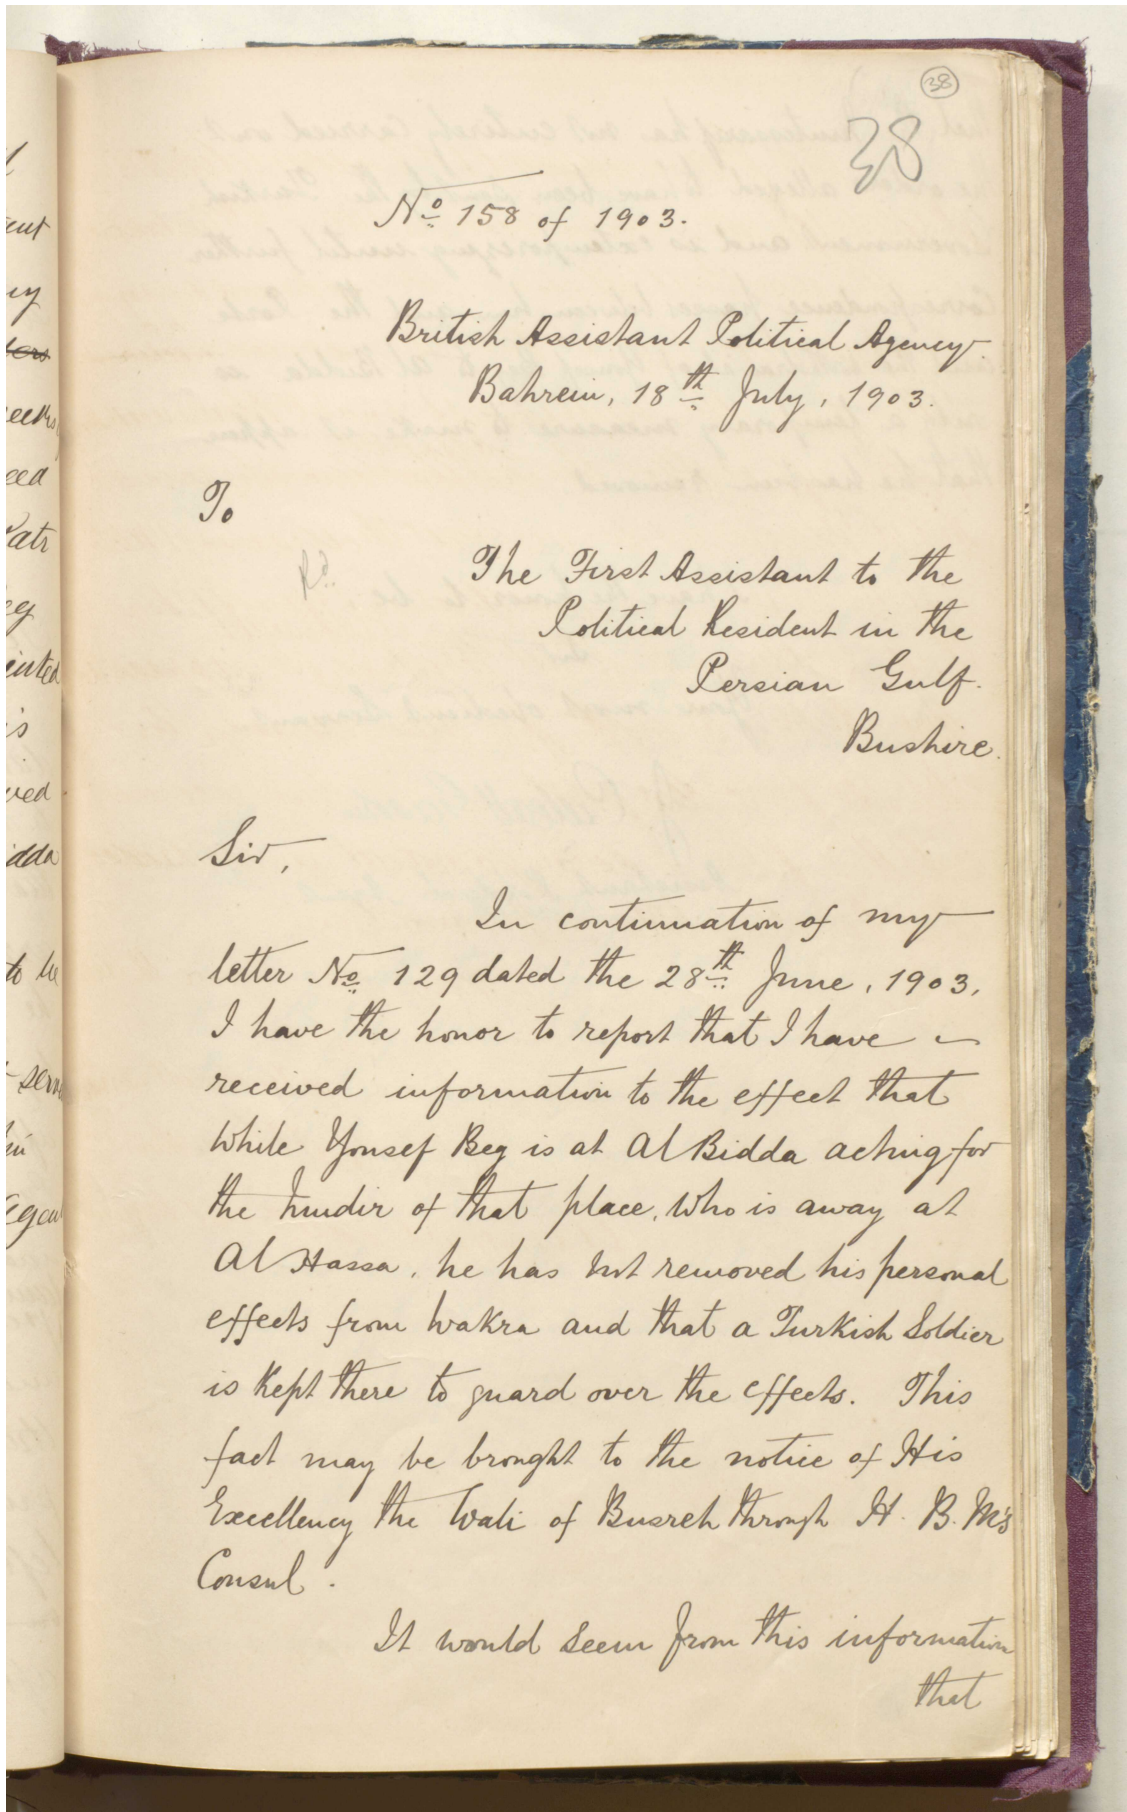 38
38
No 158 of 1903.
British Assistant Political Agency.
Bahrein, 18th July, 1903.
To
The First Assistant to the
Political Resident in the
Persian Gulf.
Bushire.
Sir,
In continuation of my
letter No 129 dated the 28th June, 1903,
I have the honor to report that I have
received information to the effect that
while Yousef Beg is at Al Bidda acting for
the Mudir of that place, who is away at
Al Hassa, he has not removed his personal
effects from Wakra and that a Turkish Soldier
is kept there to guard over the effects. This
fact may be brought to the notice of His
Excellency the Wali of Busreh through H. B. M's
Consul.
It would seem from this information
that